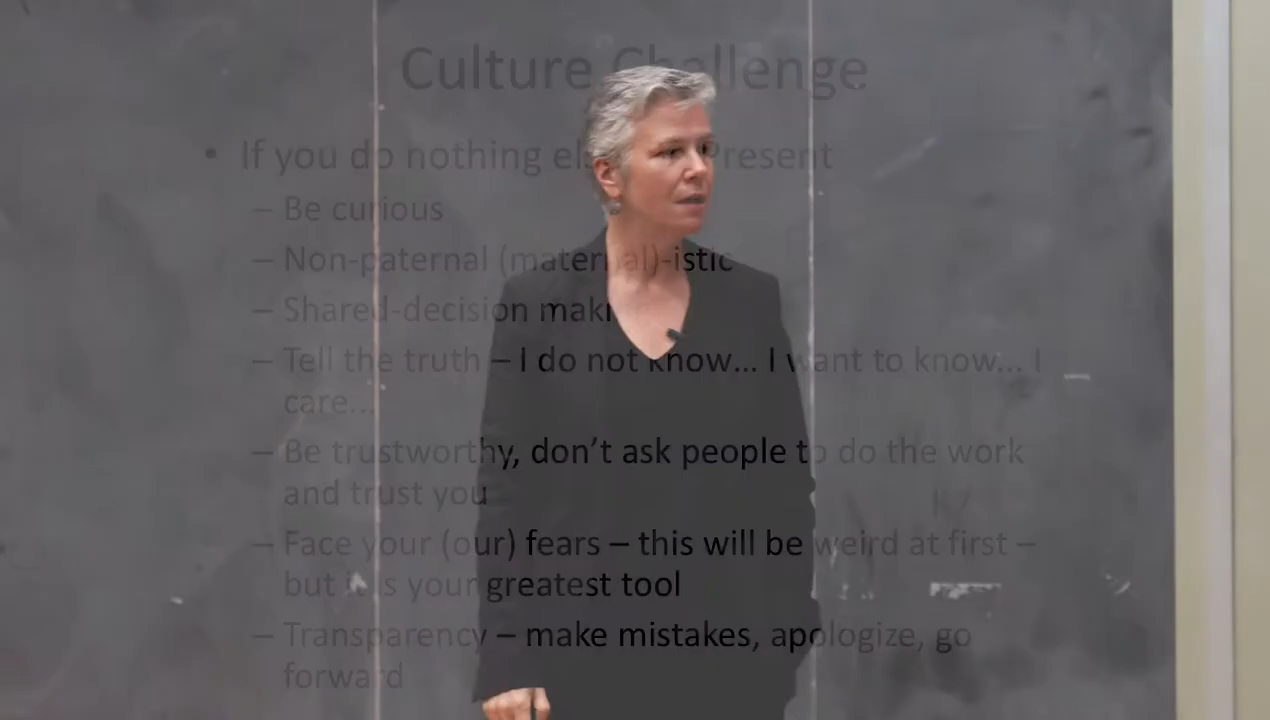 Culture Challenge
• If you do nothing else Present
– Be curious
– Non-paternal (maternal)-istic
– Shared-decision maki
– Tell the truth – I do not know... I want to know... I
care...
– Be trustworthy, don't ask people to do the work
and trust you
– Face your (our) fears – this will be weird at first –
but it is your greatest tool
– Transparency – make mistakes, apologize, go
forward